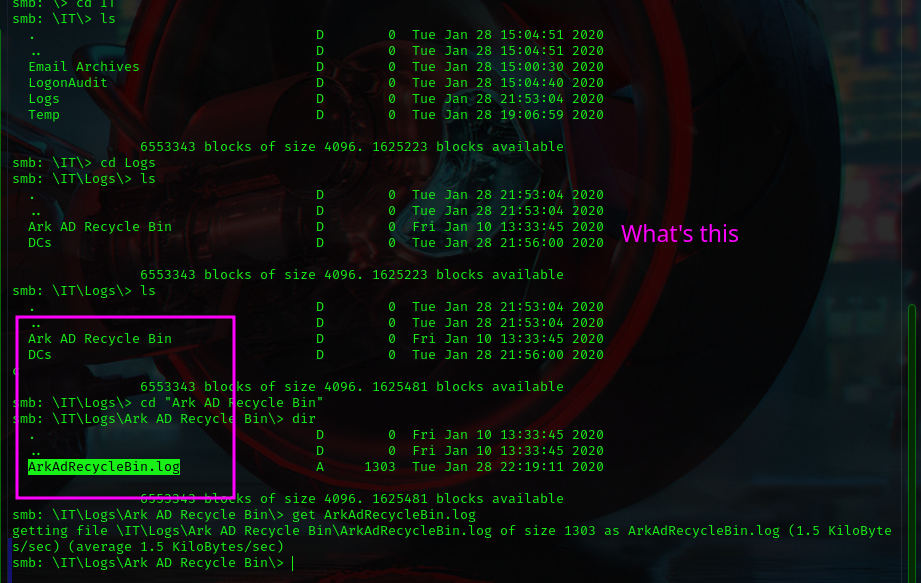 smb: \> cd IT
smb: \IT\> ls
. D 0 Tue Jan 28 15:04:51 2020
.. D 0 Tue Jan 28 15:04:51 2020
Email Archives D 0 Tue Jan 28 15:00:30 2020
LogonAudit D 0 Tue Jan 28 15:04:40 2020
Logs D 0 Tue Jan 28 21:53:04 2020
Temp D 0 Tue Jan 28 19:06:59 2020
6553343 blocks of size 4096. 1625223 blocks available
smb: \IT\> cd Logs
smb: \IT\Logs\> ls
. D 0 Tue Jan 28 21:53:04 2020
.. D 0 Tue Jan 28 21:53:04 2020
Ark AD Recycle Bin D 0 Fri Jan 10 13:33:45 2020
DCs D 0 Tue Jan 28 21:56:00 2020
What's this
6553343 blocks of size 4096. 1625223 blocks available
smb: \IT\Logs\> ls
. D 0 Tue Jan 28 21:53:04 2020
.. D 0 Tue Jan 28 21:53:04 2020
Ark AD Recycle Bin D 0 Fri Jan 10 13:33:45 2020
DCs D 0 Tue Jan 28 21:56:00 2020
6553343 blocks of size 4096. 1625481 blocks available
smb: \IT\Logs\> cd "Ark AD Recycle Bin"
smb: \IT\Logs\Ark AD Recycle Bin\> dir
. D 0 Fri Jan 10 13:33:45 2020
.. D 0 Fri Jan 10 13:33:45 2020
ArkAdRecycleBin.log A 1303 Tue Jan 28 22:19:11 2020
6553343 blocks of size 4096. 1625481 blocks available
smb: \IT\Logs\Ark AD Recycle Bin\> get ArkAdRecycleBin.log
getting file \IT\Logs\Ark AD Recycle Bin\ArkAdRecycleBin.log of size 1303 as ArkAdRecycleBin.log (1.5 KiloByte
s/sec) (average 1.5 KiloBytes/sec)
smb: \IT\Logs\Ark AD Recycle Bin\>